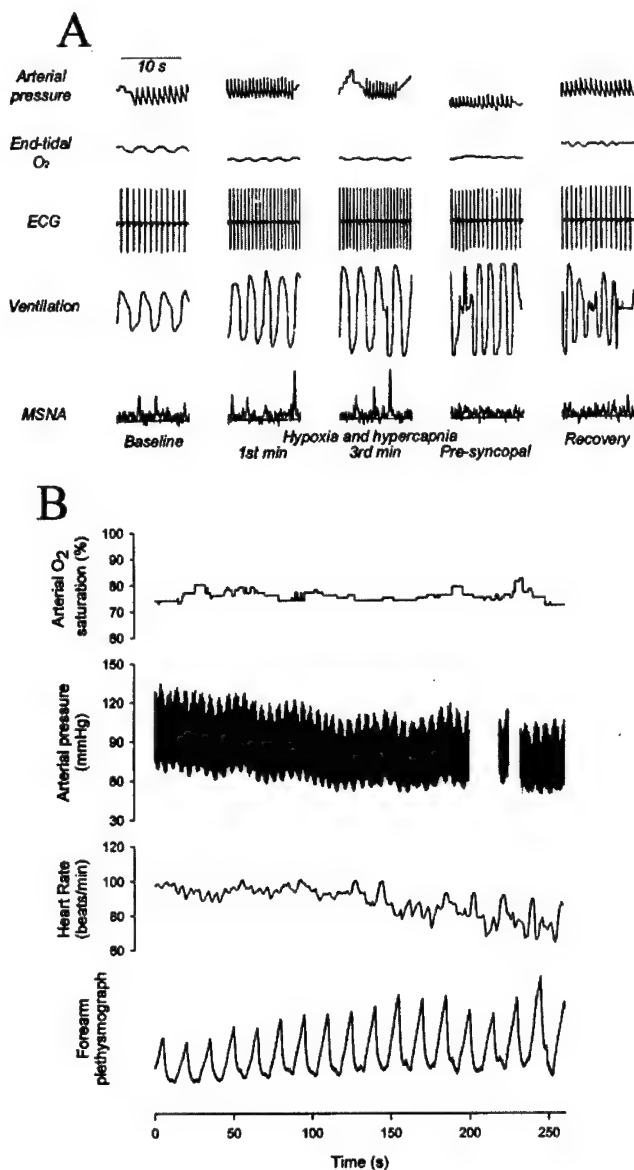 A
10 s
Arterial
pressure
End-tidal
O₂
ECG
Ventilation
MSNA
Baseline
Hypoxia and hypercapnia
1st min
3rd min
Pre-syncopal
Recovery
B
Arterial O₂
saturation (%)
100
90
80
70
60
Arterial pressure
(mmHg)
150
120
90
60
30
Heart Rate
(beats/min)
120
100
80
60
Forearm
plethysmograph
0
50
100
150
200
250
Time (s)